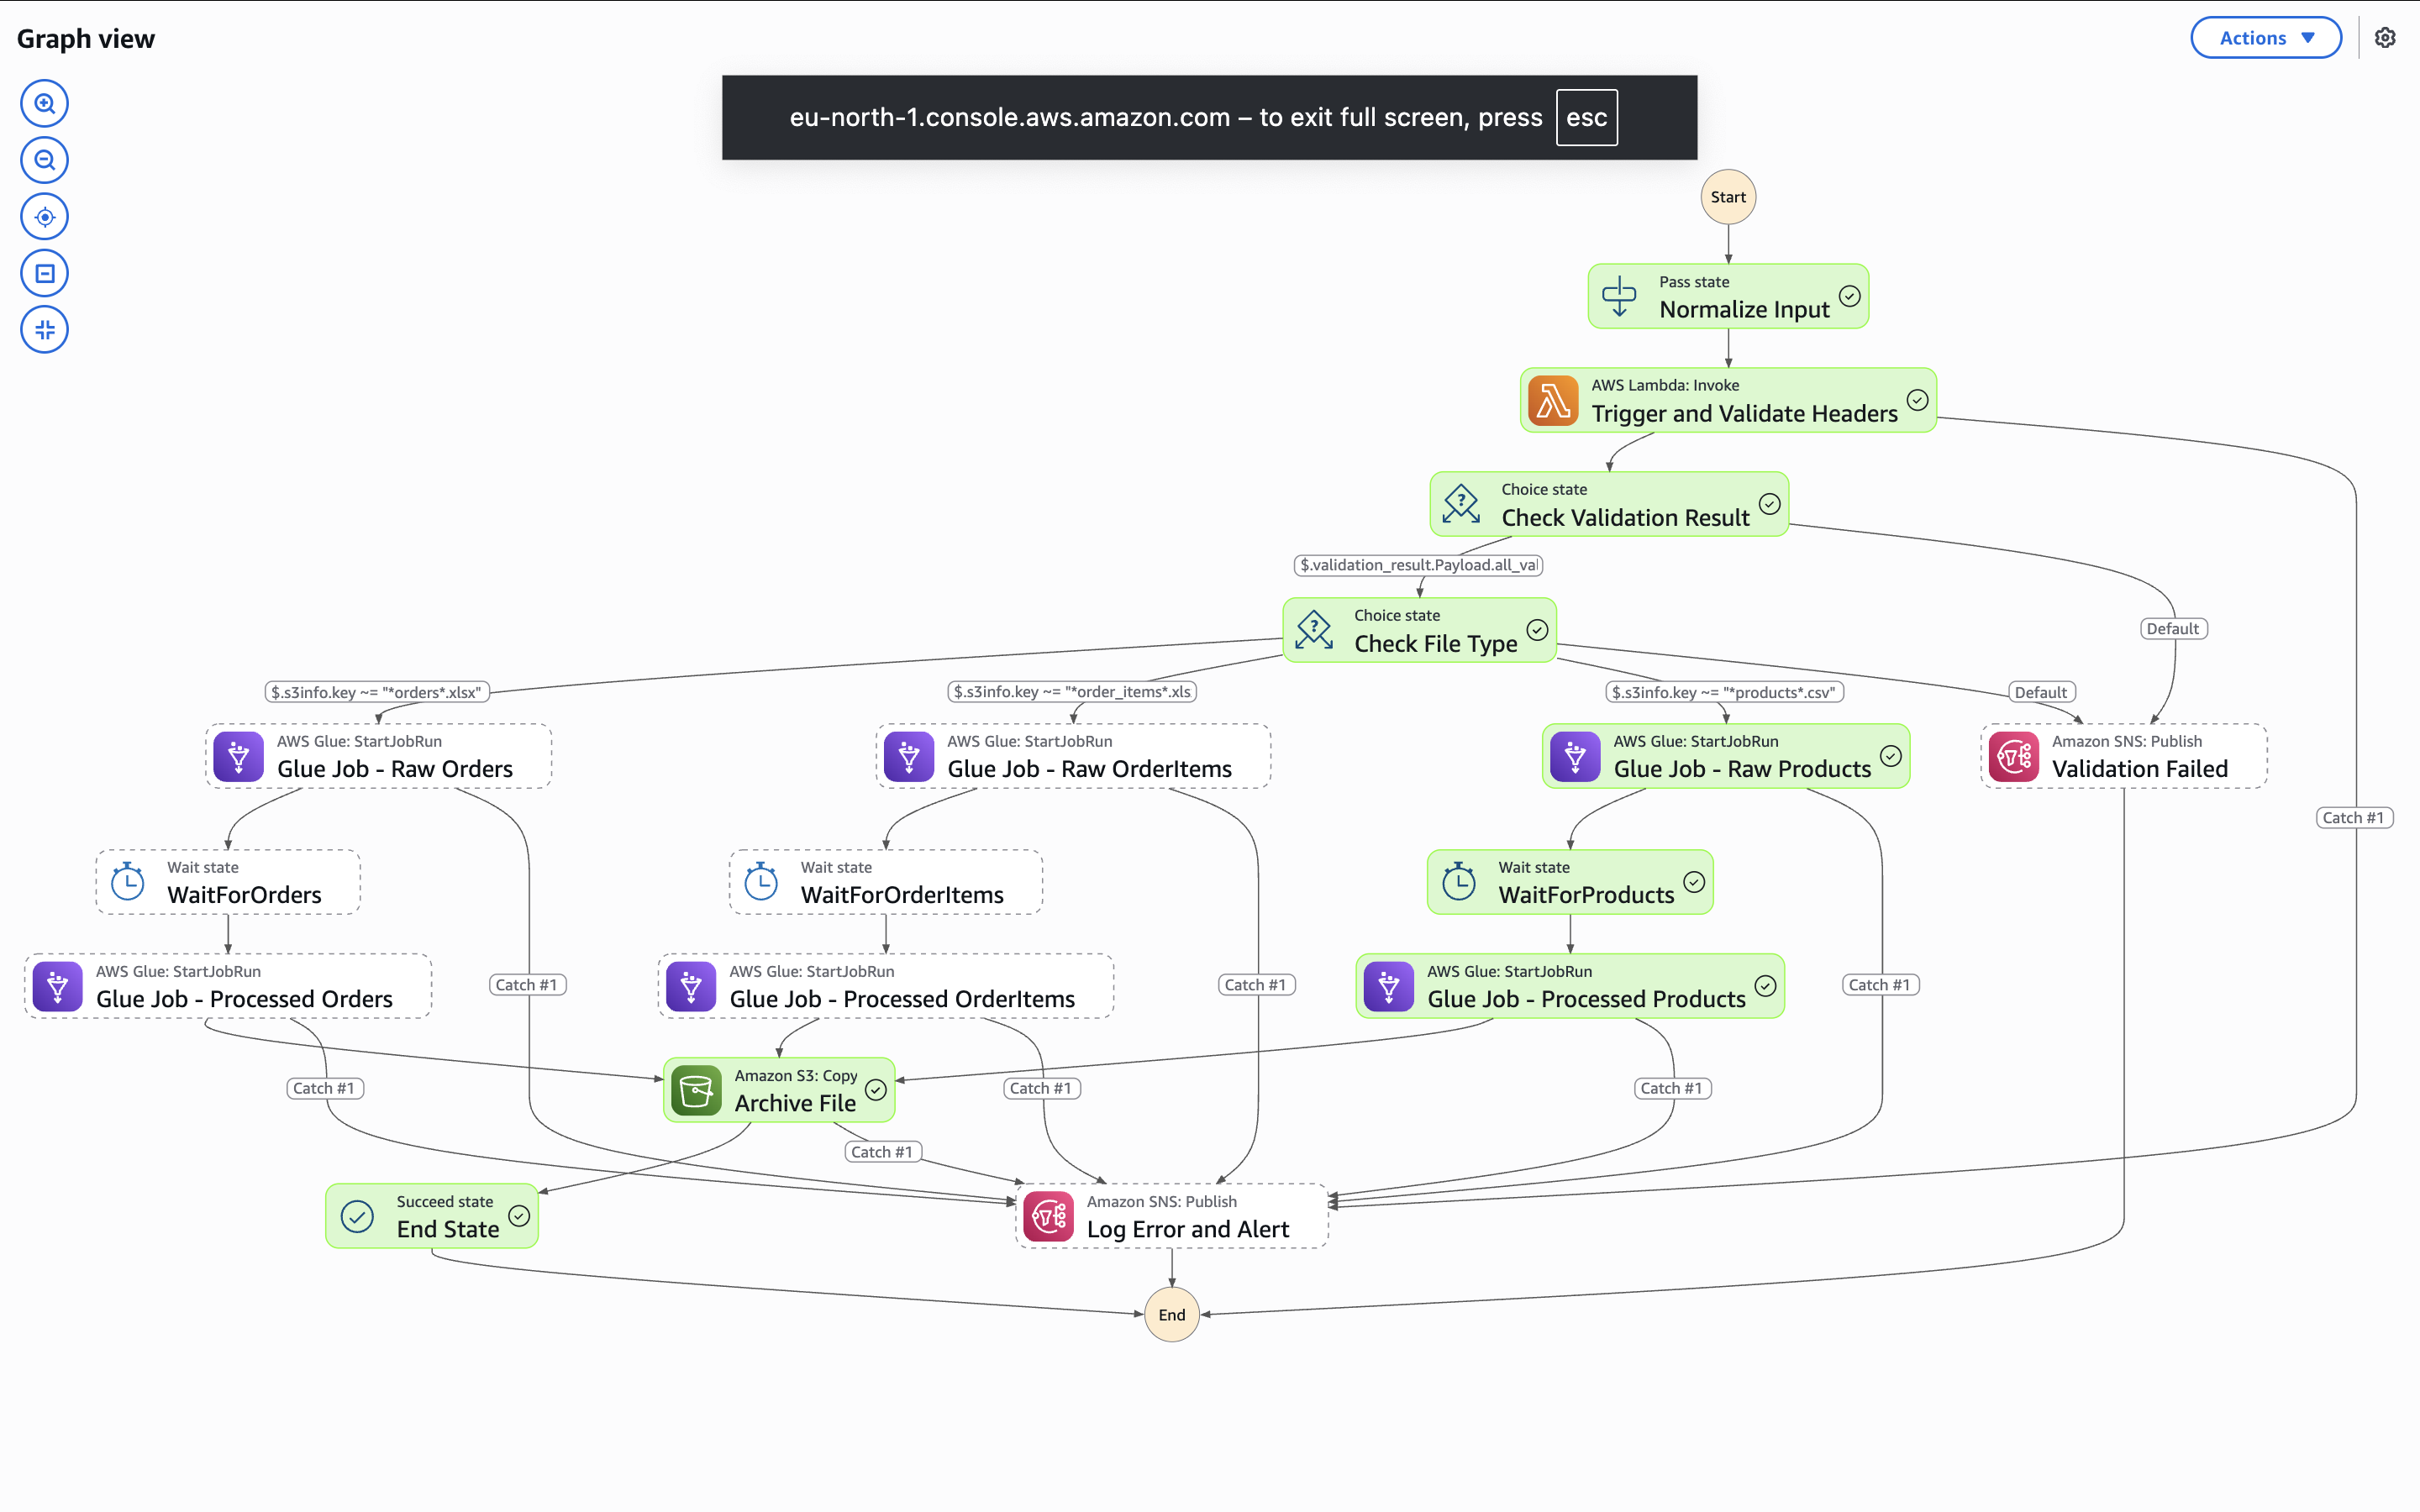 Graph view
Actions
eu-north-1.console.aws.amazon.com – to exit full screen, press esc
Start
Pass state
Normalize Input
AWS Lambda: Invoke
Trigger and Validate Headers
Choice state
Check Validation Result
$.validation_result.Payload.all_val
Choice state
Check File Type
Default
$.s3info.key ~= "*orders*.xlsx"
$.s3info.key ~= "*order_items*.xls
$.s3info.key ~= "*products*.csv"
Default
AWS Glue: StartJobRun
Glue Job - Raw Orders
AWS Glue: StartJobRun
Glue Job - Raw OrderItems
AWS Glue: StartJobRun
Glue Job - Raw Products
Amazon SNS: Publish
Validation Failed
Catch #1
Wait state
WaitForOrders
Wait state
WaitForOrderItems
Wait state
WaitForProducts
AWS Glue: StartJobRun
Glue Job - Processed Orders
Catch #1
AWS Glue: StartJobRun
Glue Job - Processed OrderItems
Catch #1
AWS Glue: StartJobRun
Glue Job - Processed Products
Catch #1
Catch #1
Amazon S3: Copy
Archive File
Catch #1
Catch #1
Catch #1
Succeed state
End State
Amazon SNS: Publish
Log Error and Alert
End